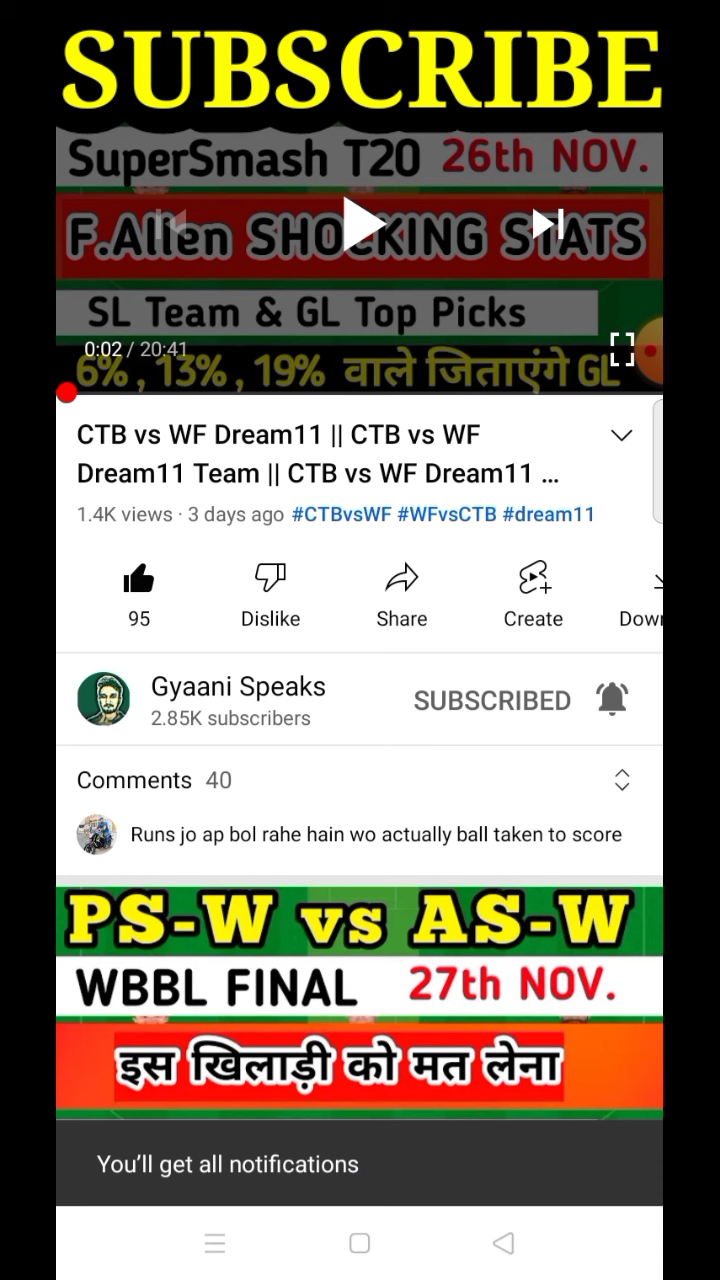 SUBSCRIBE
SuperSmash T20 26th NOV.
F.Allen SHOCKING STATS
SL Team & GL Top Picks
0:02 / 20:41
6%, 13%, 19% वाले जिताएंगे GL
CTB vs WF Dream11 || CTB vs WF
Dream11 Team || CTB vs WF Dream11 ...
1.4K views · 3 days ago #CTBvsWF #WFvsCTB #dream11
95 Dislike Share Create Down
Gyaani Speaks
2.85K subscribers
SUBSCRIBED
Comments 40
Runs jo ap bol rahe hain wo actually ball taken to score
PS-W vs AS-W
WBBL FINAL 27th NOV.
इस खिलाड़ी को मत लेना
You'll get all notifications